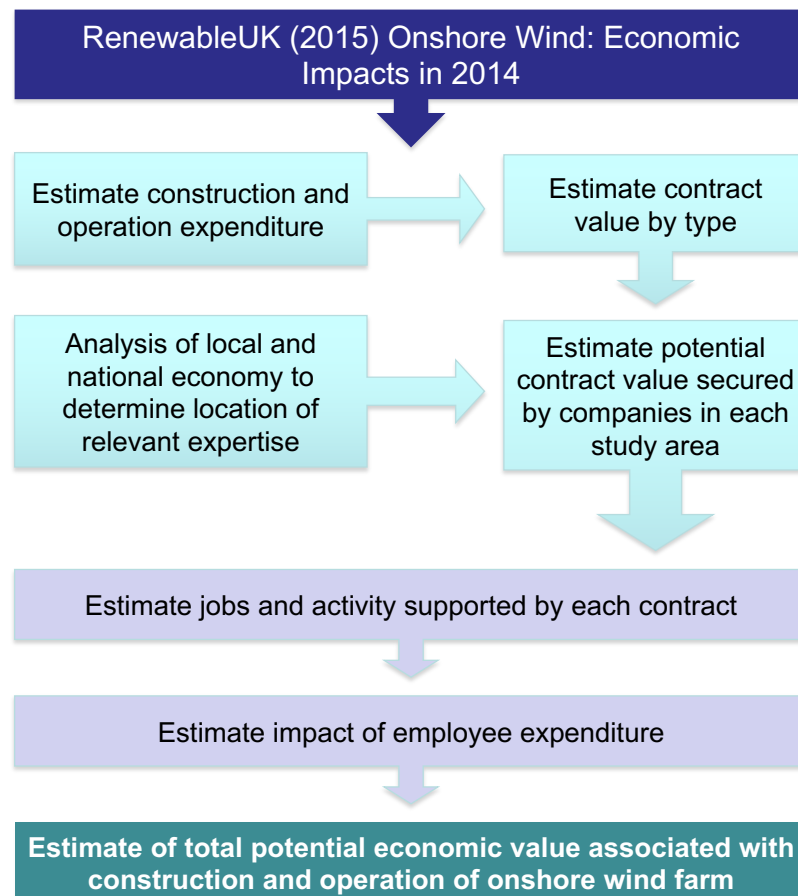 RenewableUK (2015) Onshore Wind: Economic
Impacts in 2014
Estimate construction and
operation expenditure
Estimate contract
value by type
Analysis of local and
national economy to
determine location of
relevant expertise
Estimate potential
contract value secured
by companies in each
study area
Estimate jobs and activity supported by each contract
Estimate impact of employee expenditure
Estimate of total potential economic value associated with
construction and operation of onshore wind farm